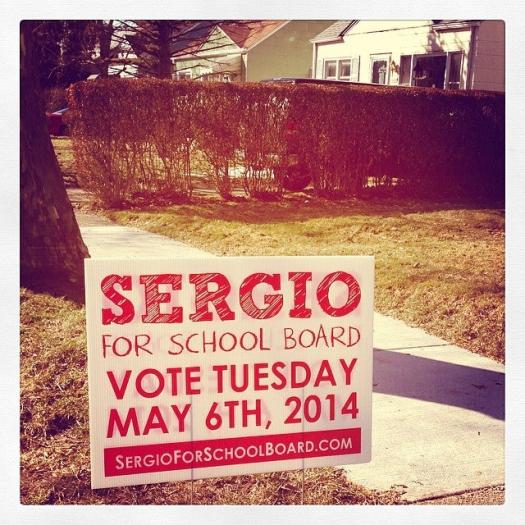 SERGIO
FOR SCHOOL BOARD
VOTE TUESDAY
MAY 6TH, 2014
SERGIOFORSCHOOLBOARD.COM